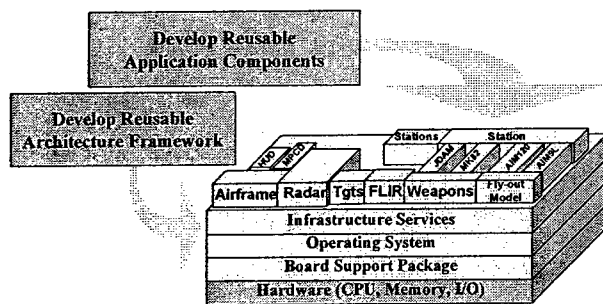 Develop Reusable
Application Components
Develop Reusable
Architecture Framework
Stations
Station
HUD
MPCD
JDAM
MK82
AIM120
AIM9L
Airframe
Radar
Tgts
FLIR
Weapons
Fly-out
Model
Infrastructure Services
Operating System
Board Support Package
Hardware (CPU, Memory, I/O)